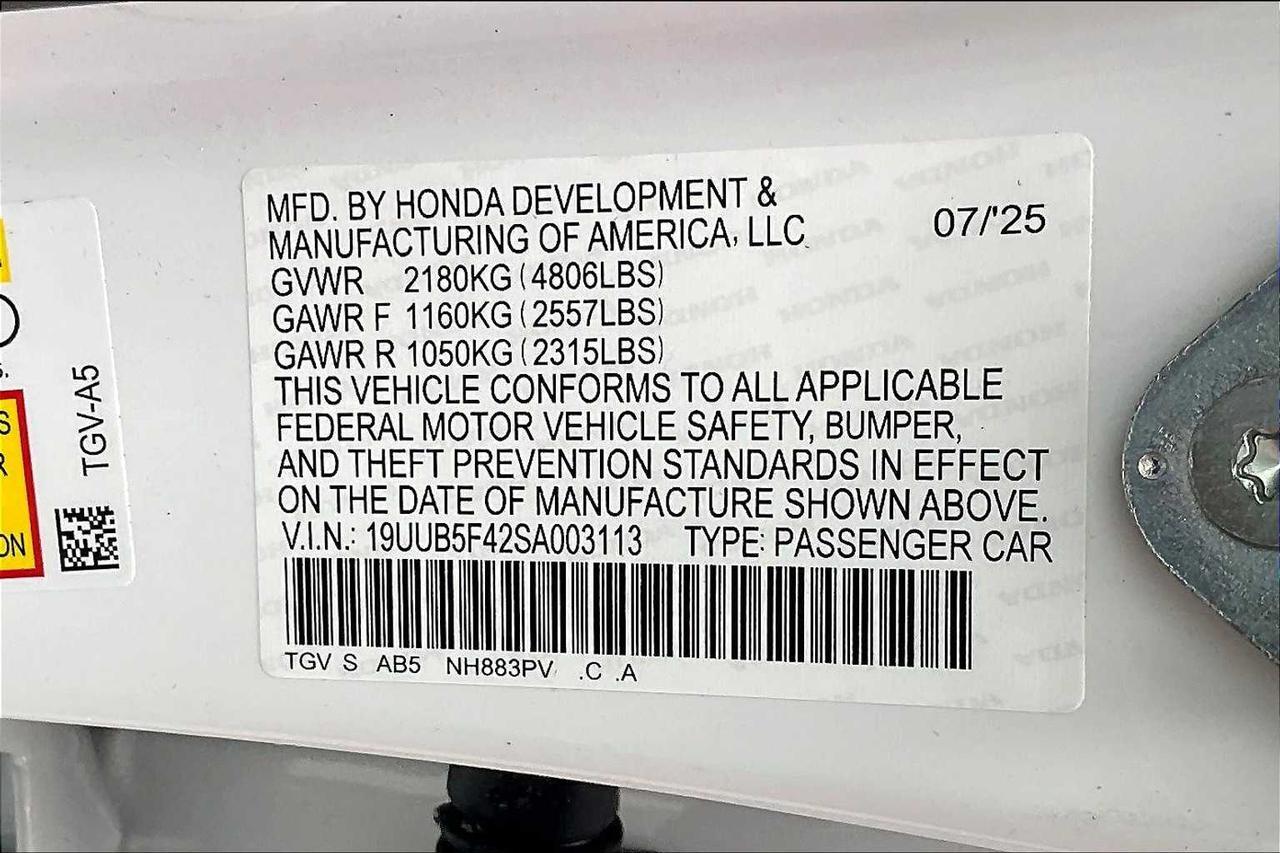 MFD. BY HONDA DEVELOPMENT &
MANUFACTURING OF AMERICA, LLC 07/'25
GVWR 2180KG (4806LBS)
GAWR F 1160KG (2557LBS)
GAWR R 1050KG (2315LBS)
THIS VEHICLE CONFORMS TO ALL APPLICABLE
FEDERAL MOTOR VEHICLE SAFETY, BUMPER,
AND THEFT PREVENTION STANDARDS IN EFFECT
ON THE DATE OF MANUFACTURE SHOWN ABOVE.
V.I.N.: 19UUB5F42SA003113 TYPE: PASSENGER CAR
TGV S AB5 NH883PV .C .A
TGV-A5